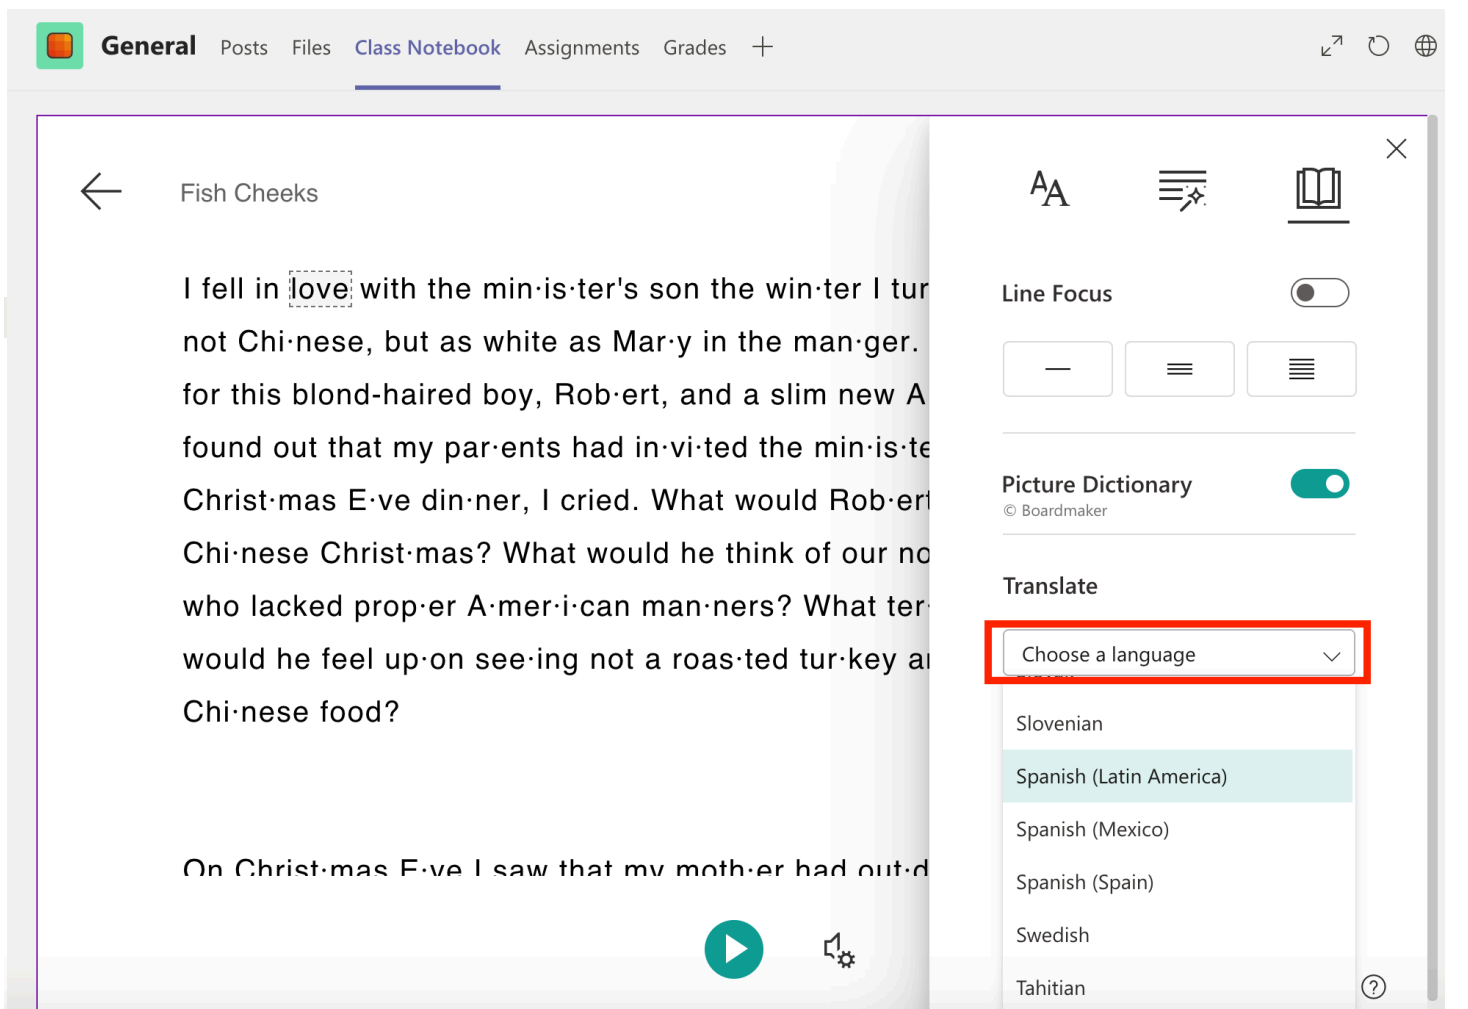 General Posts Files Class Notebook Assignments Grades
Fish Cheeks
I fell in love with the min·is·ter's son the win·ter I tur
not Chi·nese, but as white as Mar·y in the man·ger.
for this blond-haired boy, Rob·ert, and a slim new A
found out that my par·ents had in·vi·ted the min·is·te
Christ·mas E·ve din·ner, I cried. What would Rob·ert
Chi·nese Christ·mas? What would he think of our no
who lacked prop·er A·mer·i·can man·ners? What ter·
would he feel up·on see·ing not a roas·ted tur·key a
Chi·nese food?
On Christ·mas E·ve I saw that my moth·er had out·d
AA
Line Focus
Picture Dictionary
© Boardmaker
Translate
Choose a language
Slovenian
Spanish (Latin America)
Spanish (Mexico)
Spanish (Spain)
Swedish
Tahitian
?